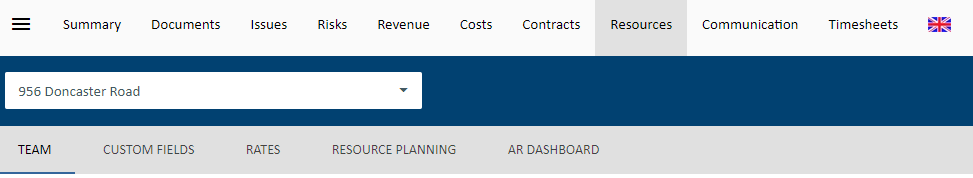 Summary Documents Issues Risks Revenue Costs Contracts Resources Communication Timesheets
956 Doncaster Road
TEAM CUSTOM FIELDS RATES RESOURCE PLANNING AR DASHBOARD